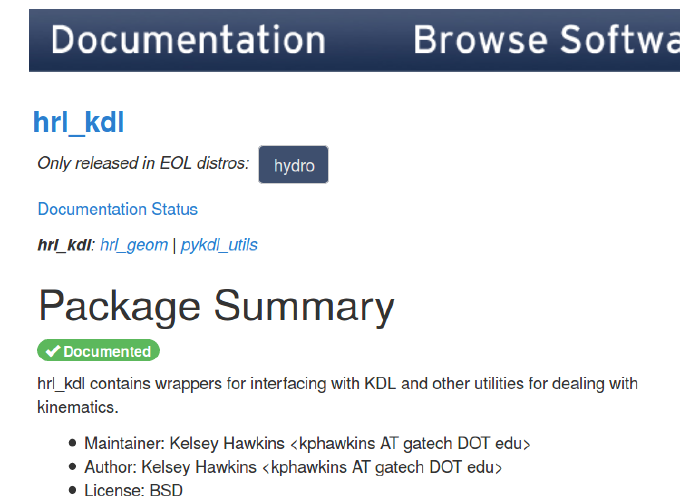 Documentation Browse Softwa
hrl_kdl
Only released in EOL distros: hydro
Documentation Status
hrl_kdl: hrl_geom | pykdl_utils
Package Summary
Documented
hrl_kdl contains wrappers for interfacing with KDL and other utilities for dealing with
kinematics.
Maintainer: Kelsey Hawkins <kphawkins AT gatech DOT edu>
Author: Kelsey Hawkins <kphawkins AT gatech DOT edu>
License: BSD